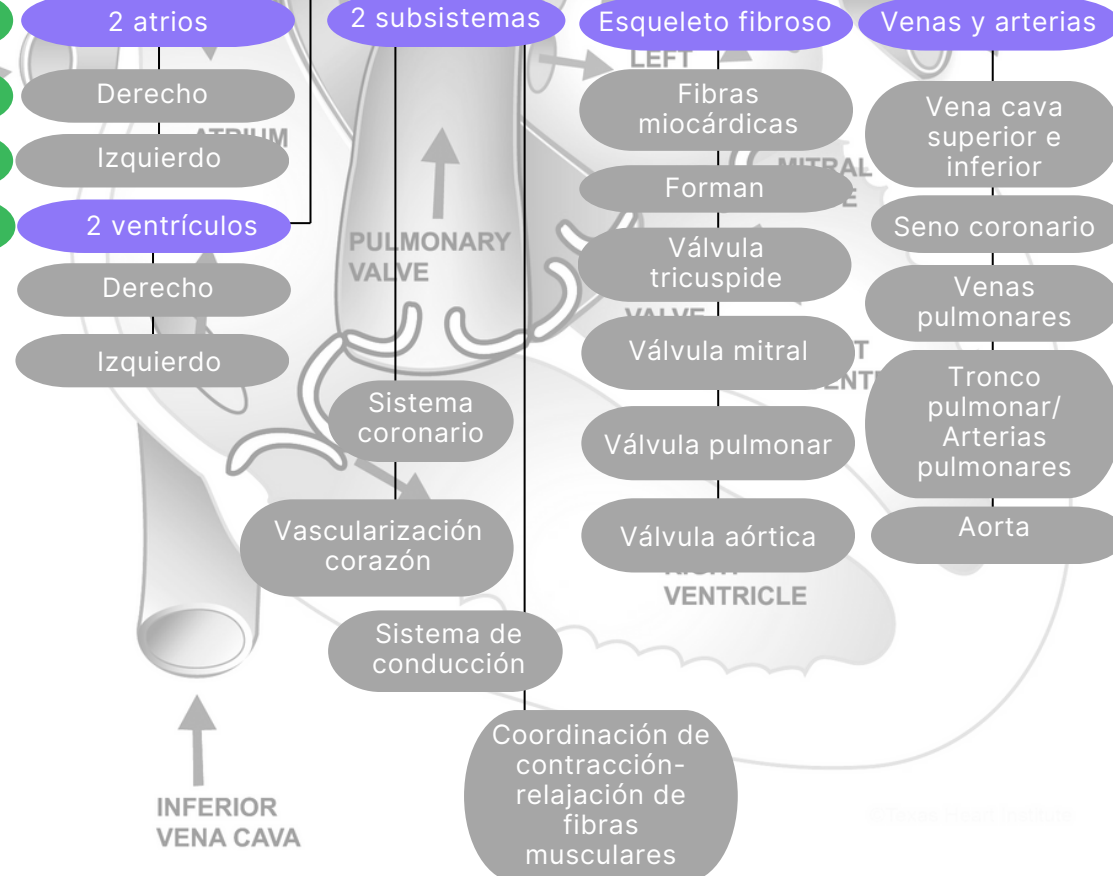 2 atrios
Derecho
Izquierdo
2 ventrículos
Derecho
Izquierdo
2 subsistemas
Sistema
coronario
Vascularización
corazón
Sistema de
conducción
Coordinación de
contracción-
relajación de
fibras
musculares
Esqueleto fibroso
Fibras
miocárdicas
Forman
Válvula
tricuspide
Válvula mitral
Válvula pulmonar
Válvula aórtica
Venas y arterias
Vena cava
superior e
inferior
Seno coronario
Venas
pulmonares
Tronco
pulmonar/
Arterias
pulmonares
Aorta
LEFT
ATRIUM
MITRAL
PULMONARY
VALVE
VALVE
VENTRICLE
INFERIOR
VENA CAVA